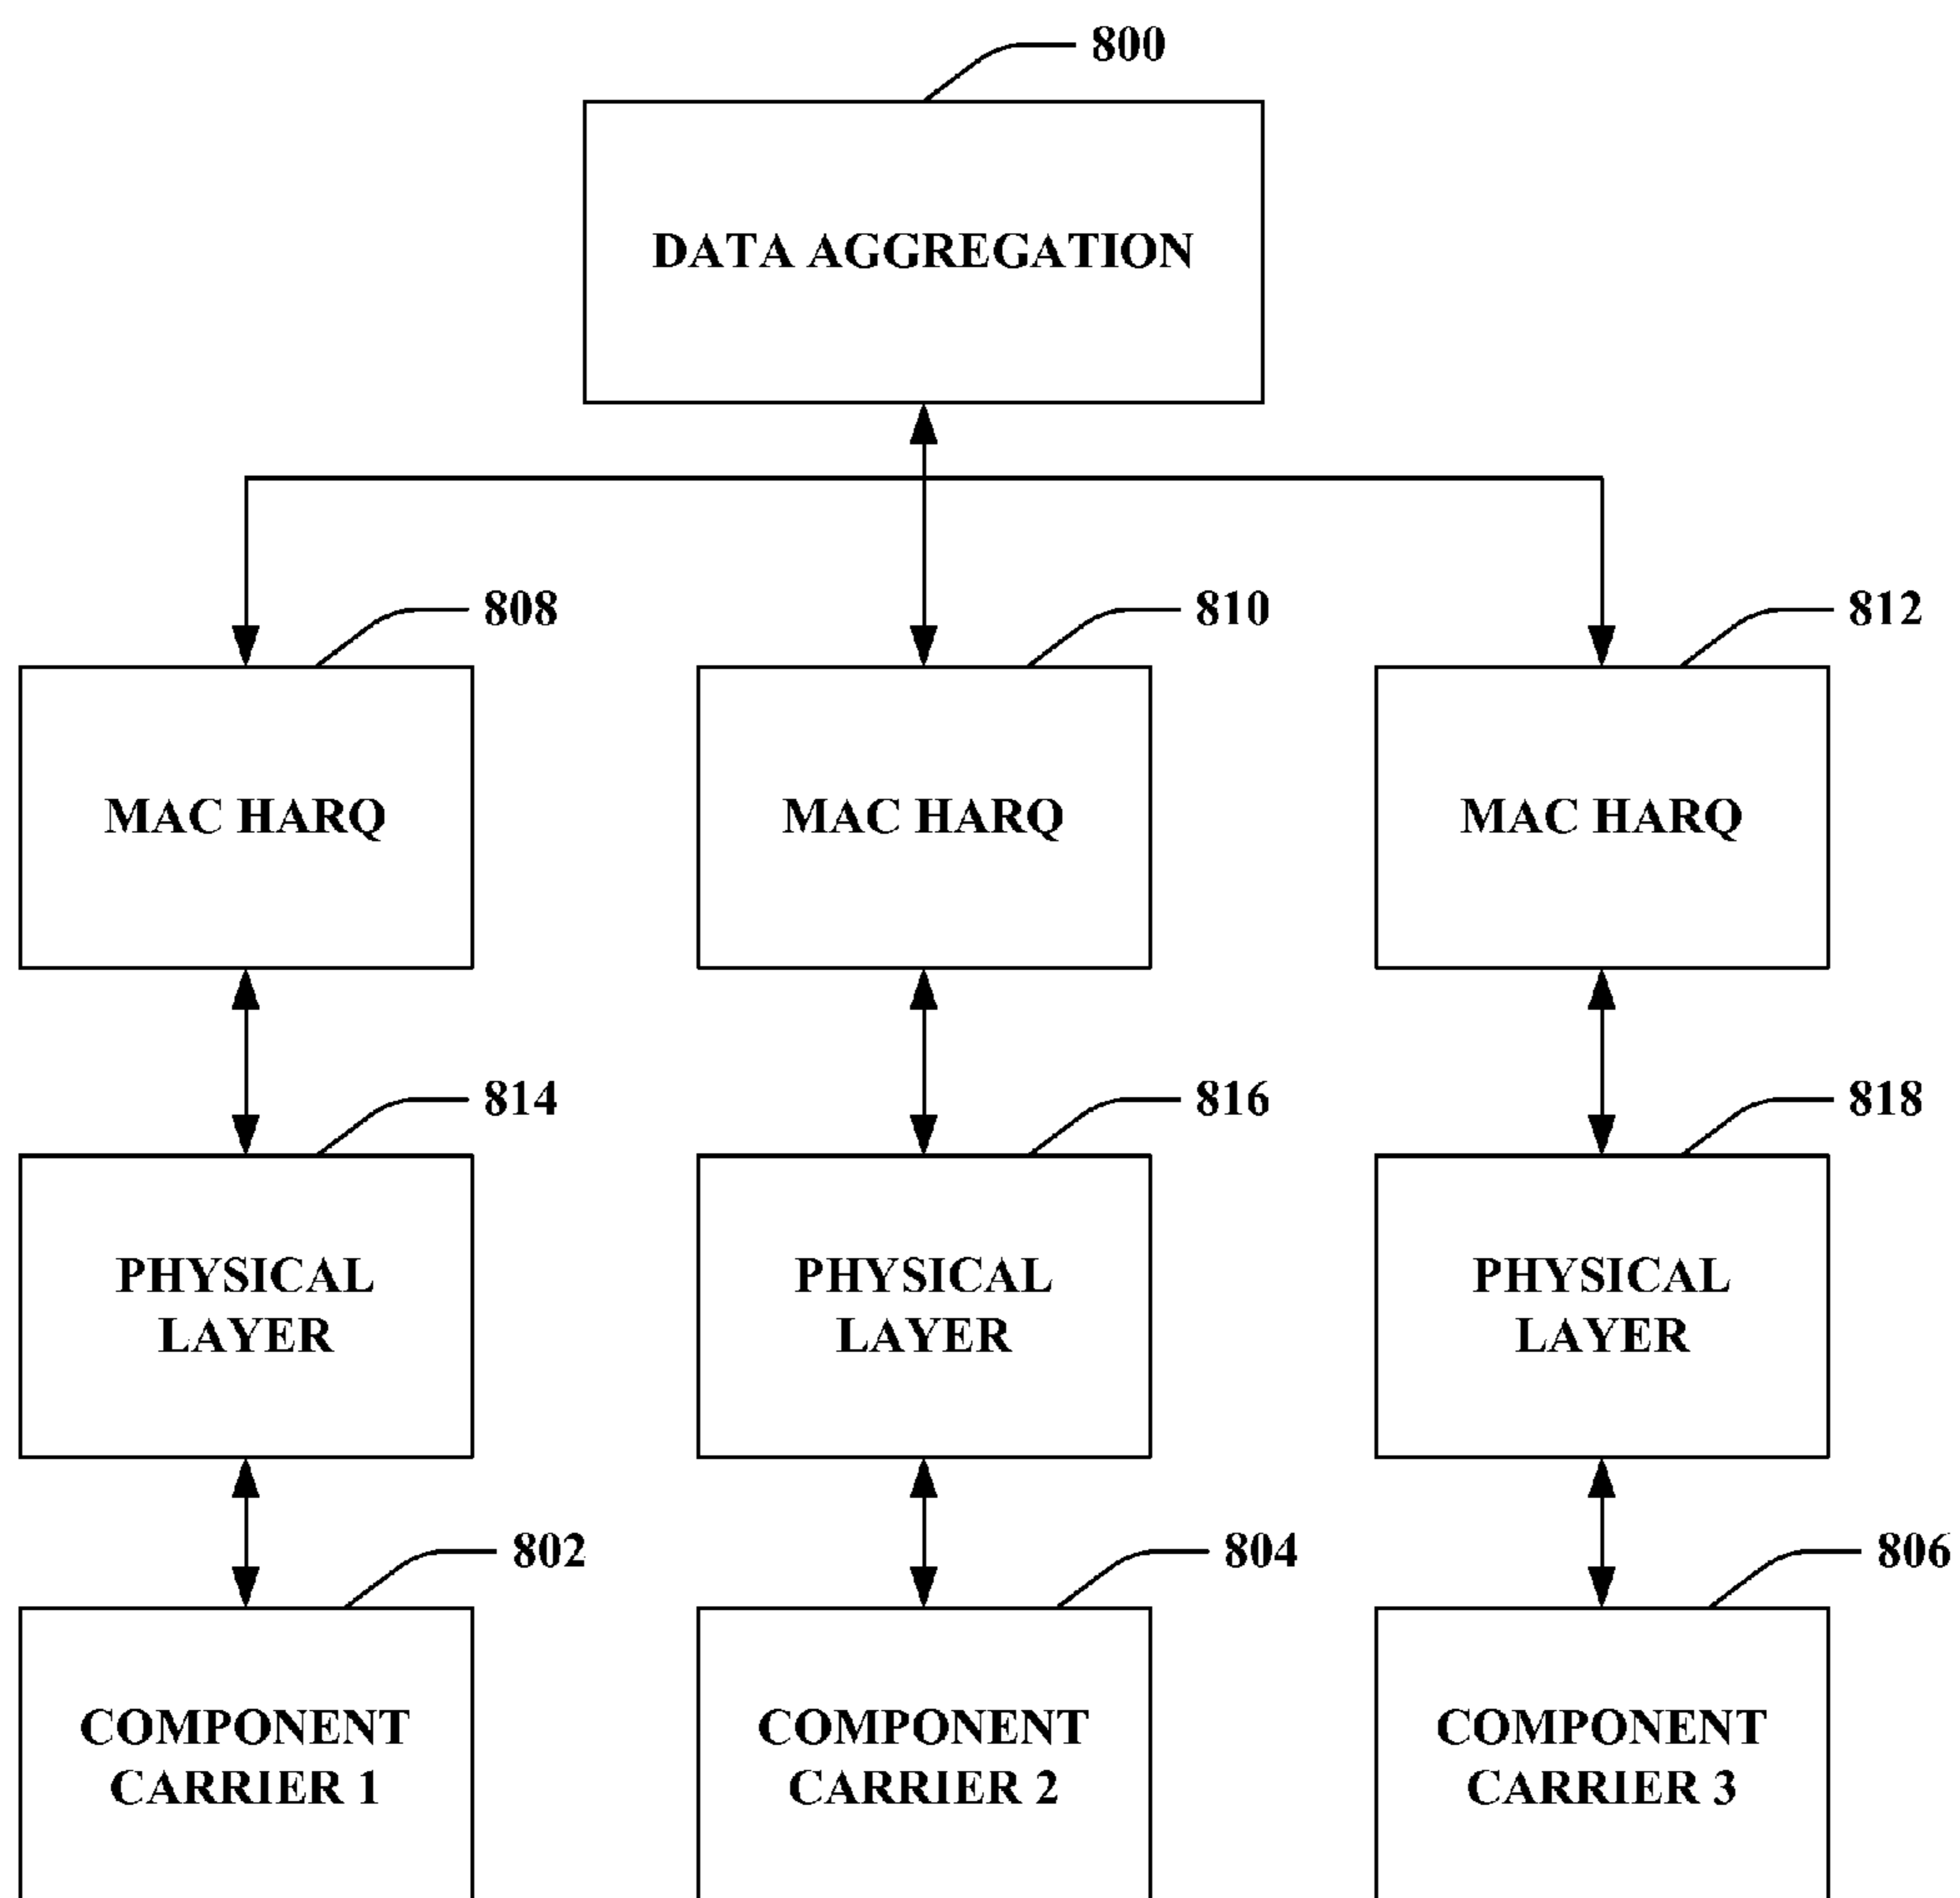 800
DATA AGGREGATION
808
810
812
MAC HARQ
MAC HARQ
MAC HARQ
814
816
818
PHYSICAL
LAYER
PHYSICAL
LAYER
PHYSICAL
LAYER
802
804
806
COMPONENT
CARRIER 1
COMPONENT
CARRIER 2
COMPONENT
CARRIER 3